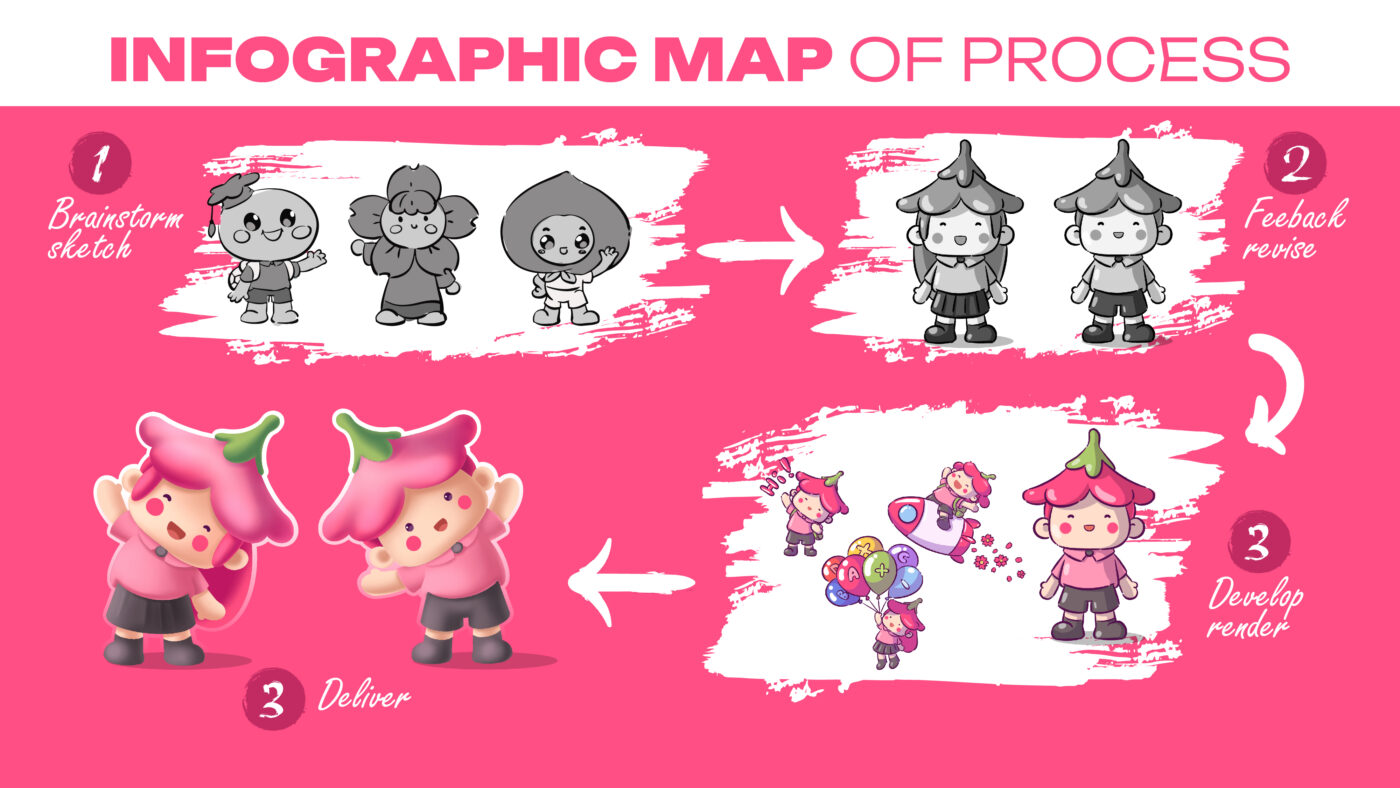 INFOGRAPHIC MAP OF PROCESS
1
Brainstorm
sketch
2
Feeback
revise
Hi!
A
B
C
3
Develop
render
3
Deliver